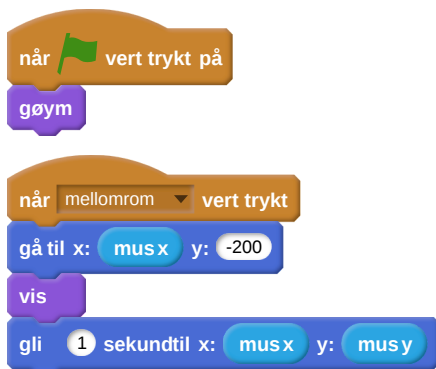 når vert trykt på
gøym
når mellomrom vert trykt
gå til x: mus x y: -200
vis
gli 1 sekundtil x: mus x y: mus y